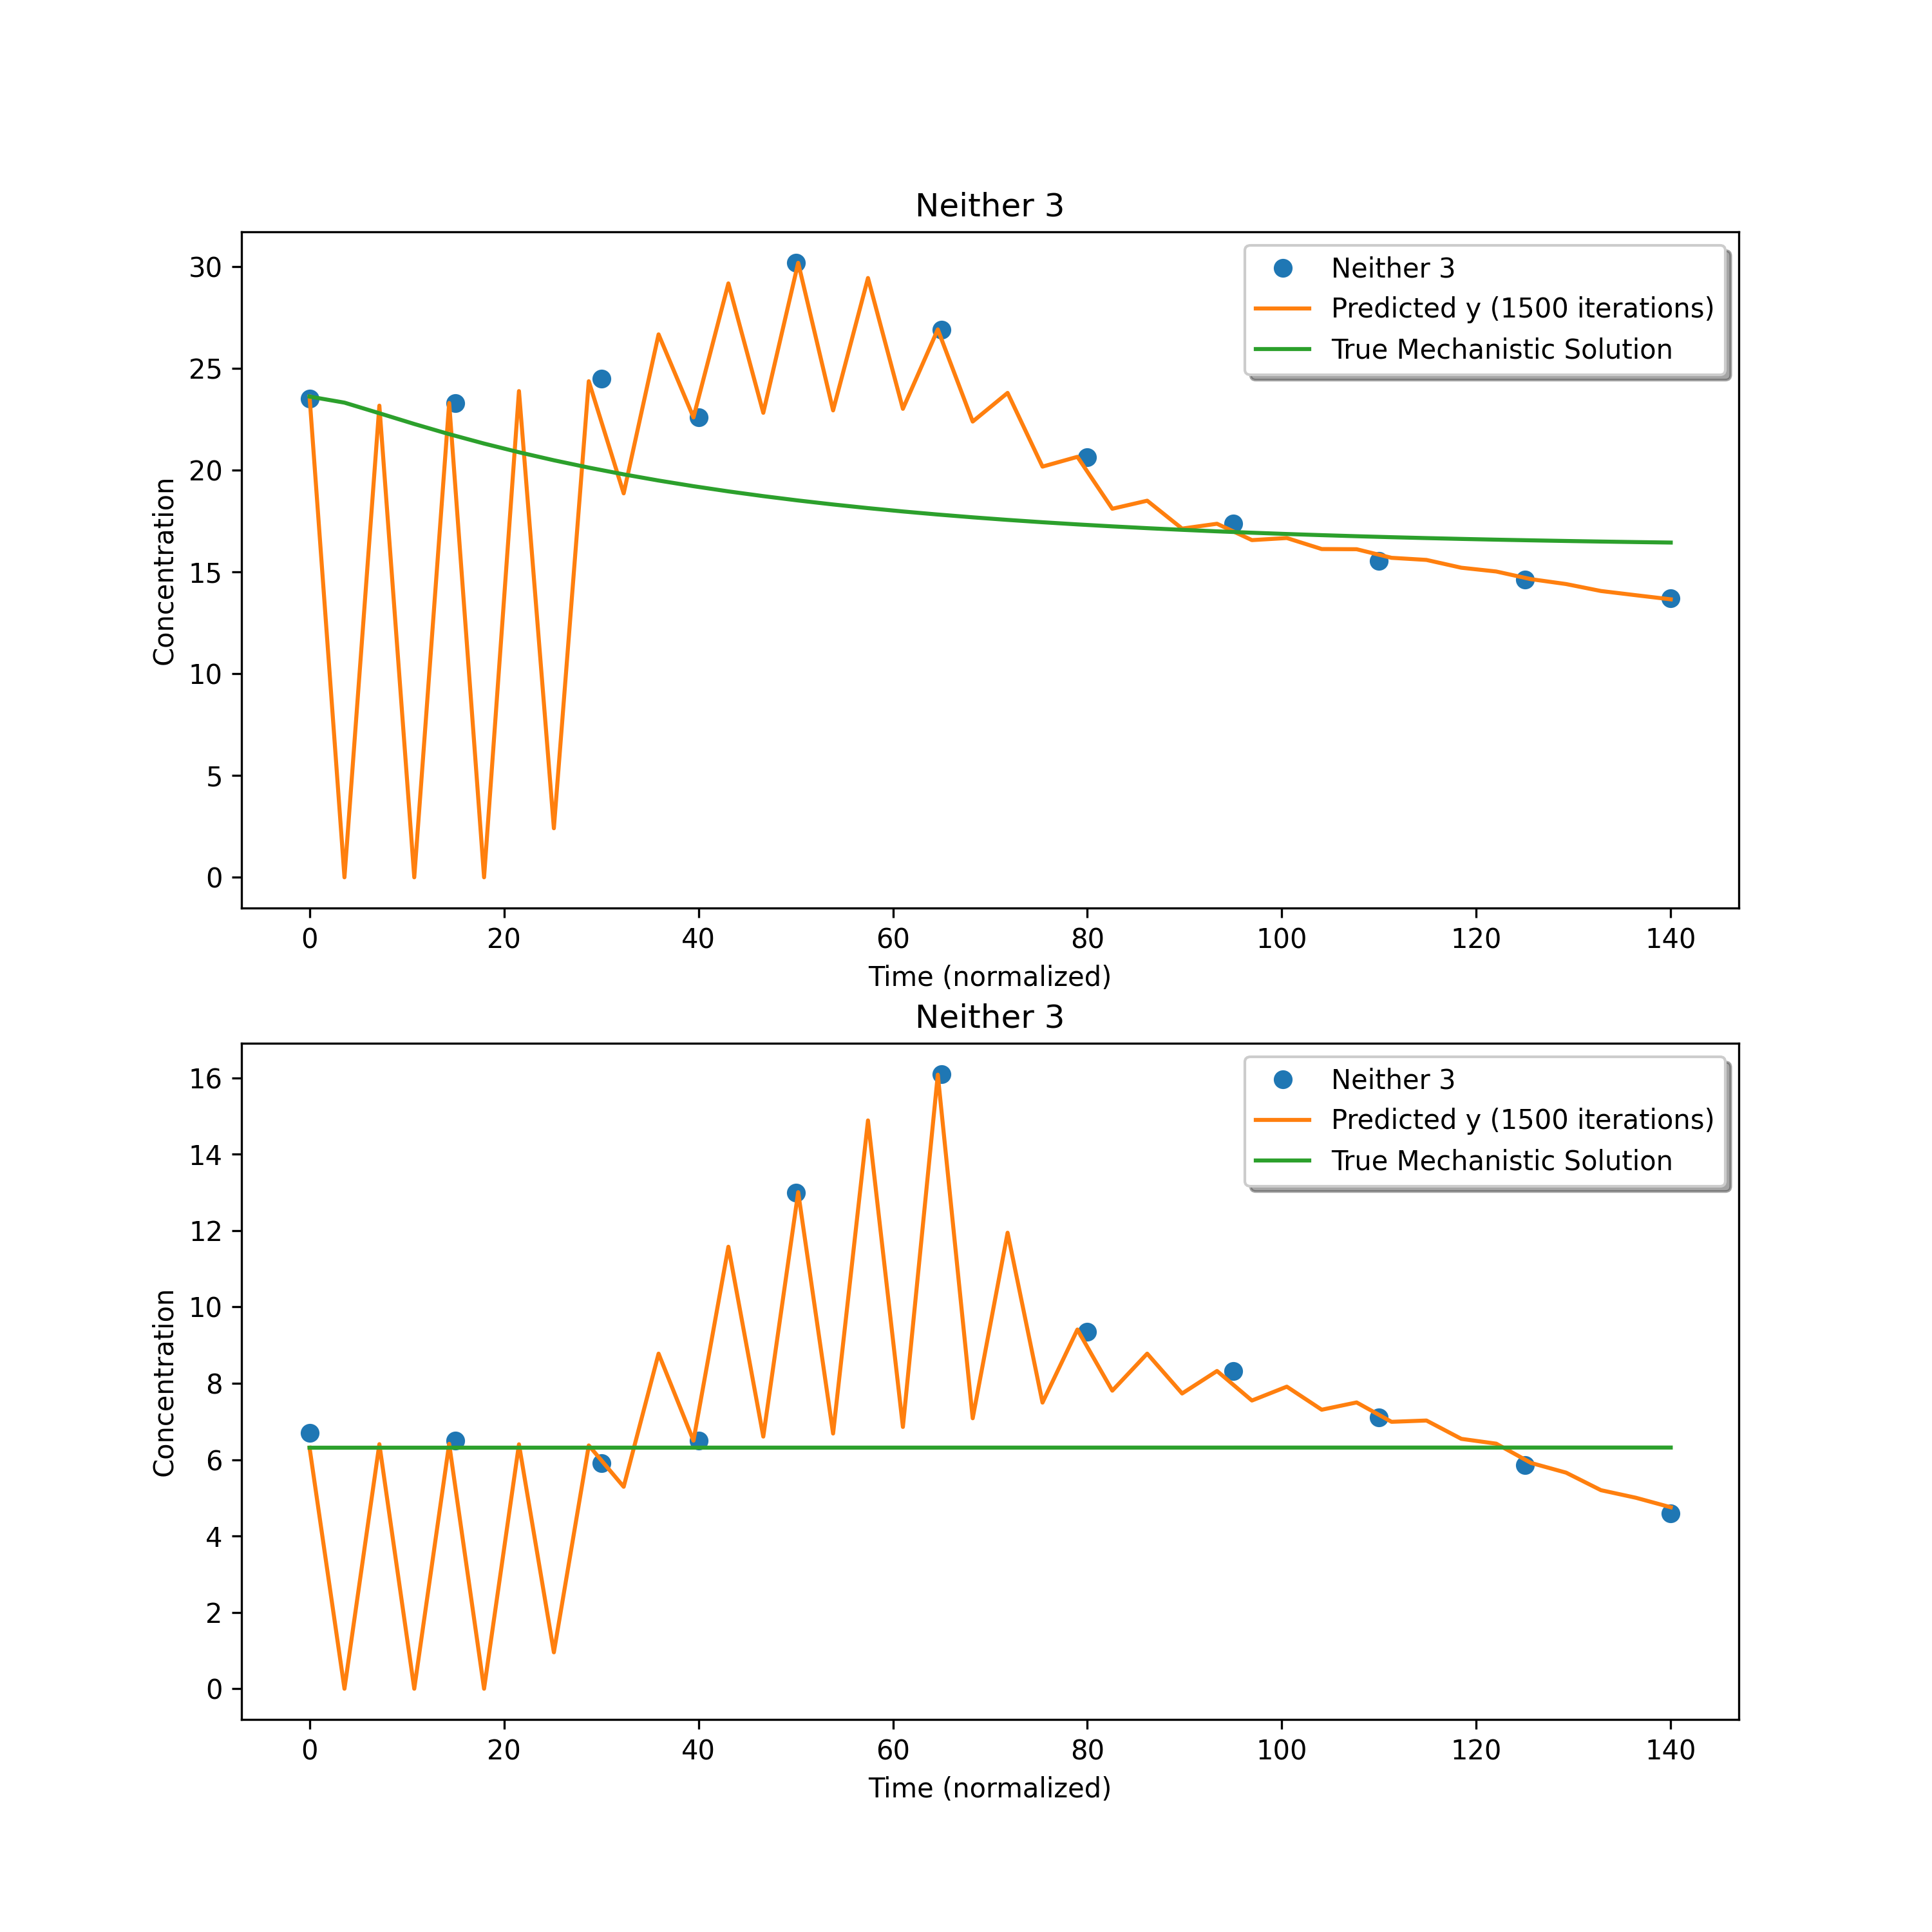 Neither 3
30
25
20
15
10
5
0
Concentration
Neither 3
Predicted y (1500 iterations)
True Mechanistic Solution
0 20 40 60 80 100 120 140
Time (normalized)
Neither 3
16
14
12
10
8
6
4
2
0
Concentration
Neither 3
Predicted y (1500 iterations)
True Mechanistic Solution
0 20 40 60 80 100 120 140
Time (normalized)